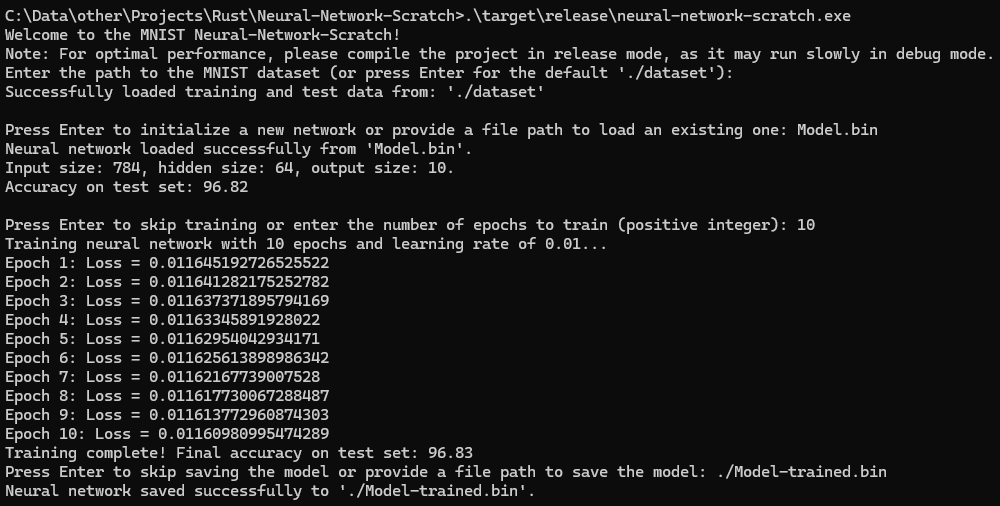 C:\Data\other\Projects\Rust\Neural-Network-Scratch>.\target\release\neural-network-scratch.exe
Welcome to the MNIST Neural-Network-Scratch!
Note: For optimal performance, please compile the project in release mode, as it may run slowly in debug mode.
Enter the path to the MNIST dataset (or press Enter for the default './dataset'):
Successfully loaded training and test data from: './dataset'

Press Enter to initialize a new network or provide a file path to load an existing one: Model.bin
Neural network loaded successfully from 'Model.bin'.
Input size: 784, hidden size: 64, output size: 10.
Accuracy on test set: 96.82

Press Enter to skip training or enter the number of epochs to train (positive integer): 10
Training neural network with 10 epochs and learning rate of 0.01...
Epoch 1: Loss = 0.011645192726525522
Epoch 2: Loss = 0.011641282175252782
Epoch 3: Loss = 0.011637371895794169
Epoch 4: Loss = 0.01163345891928022
Epoch 5: Loss = 0.01162954042934171
Epoch 6: Loss = 0.011625613898986342
Epoch 7: Loss = 0.01162167739007528
Epoch 8: Loss = 0.011617730067288487
Epoch 9: Loss = 0.011613772960874303
Epoch 10: Loss = 0.01160980995474289
Training complete! Final accuracy on test set: 96.83
Press Enter to skip saving the model or provide a file path to save the model: ./Model-trained.bin
Neural network saved successfully to './Model-trained.bin'.